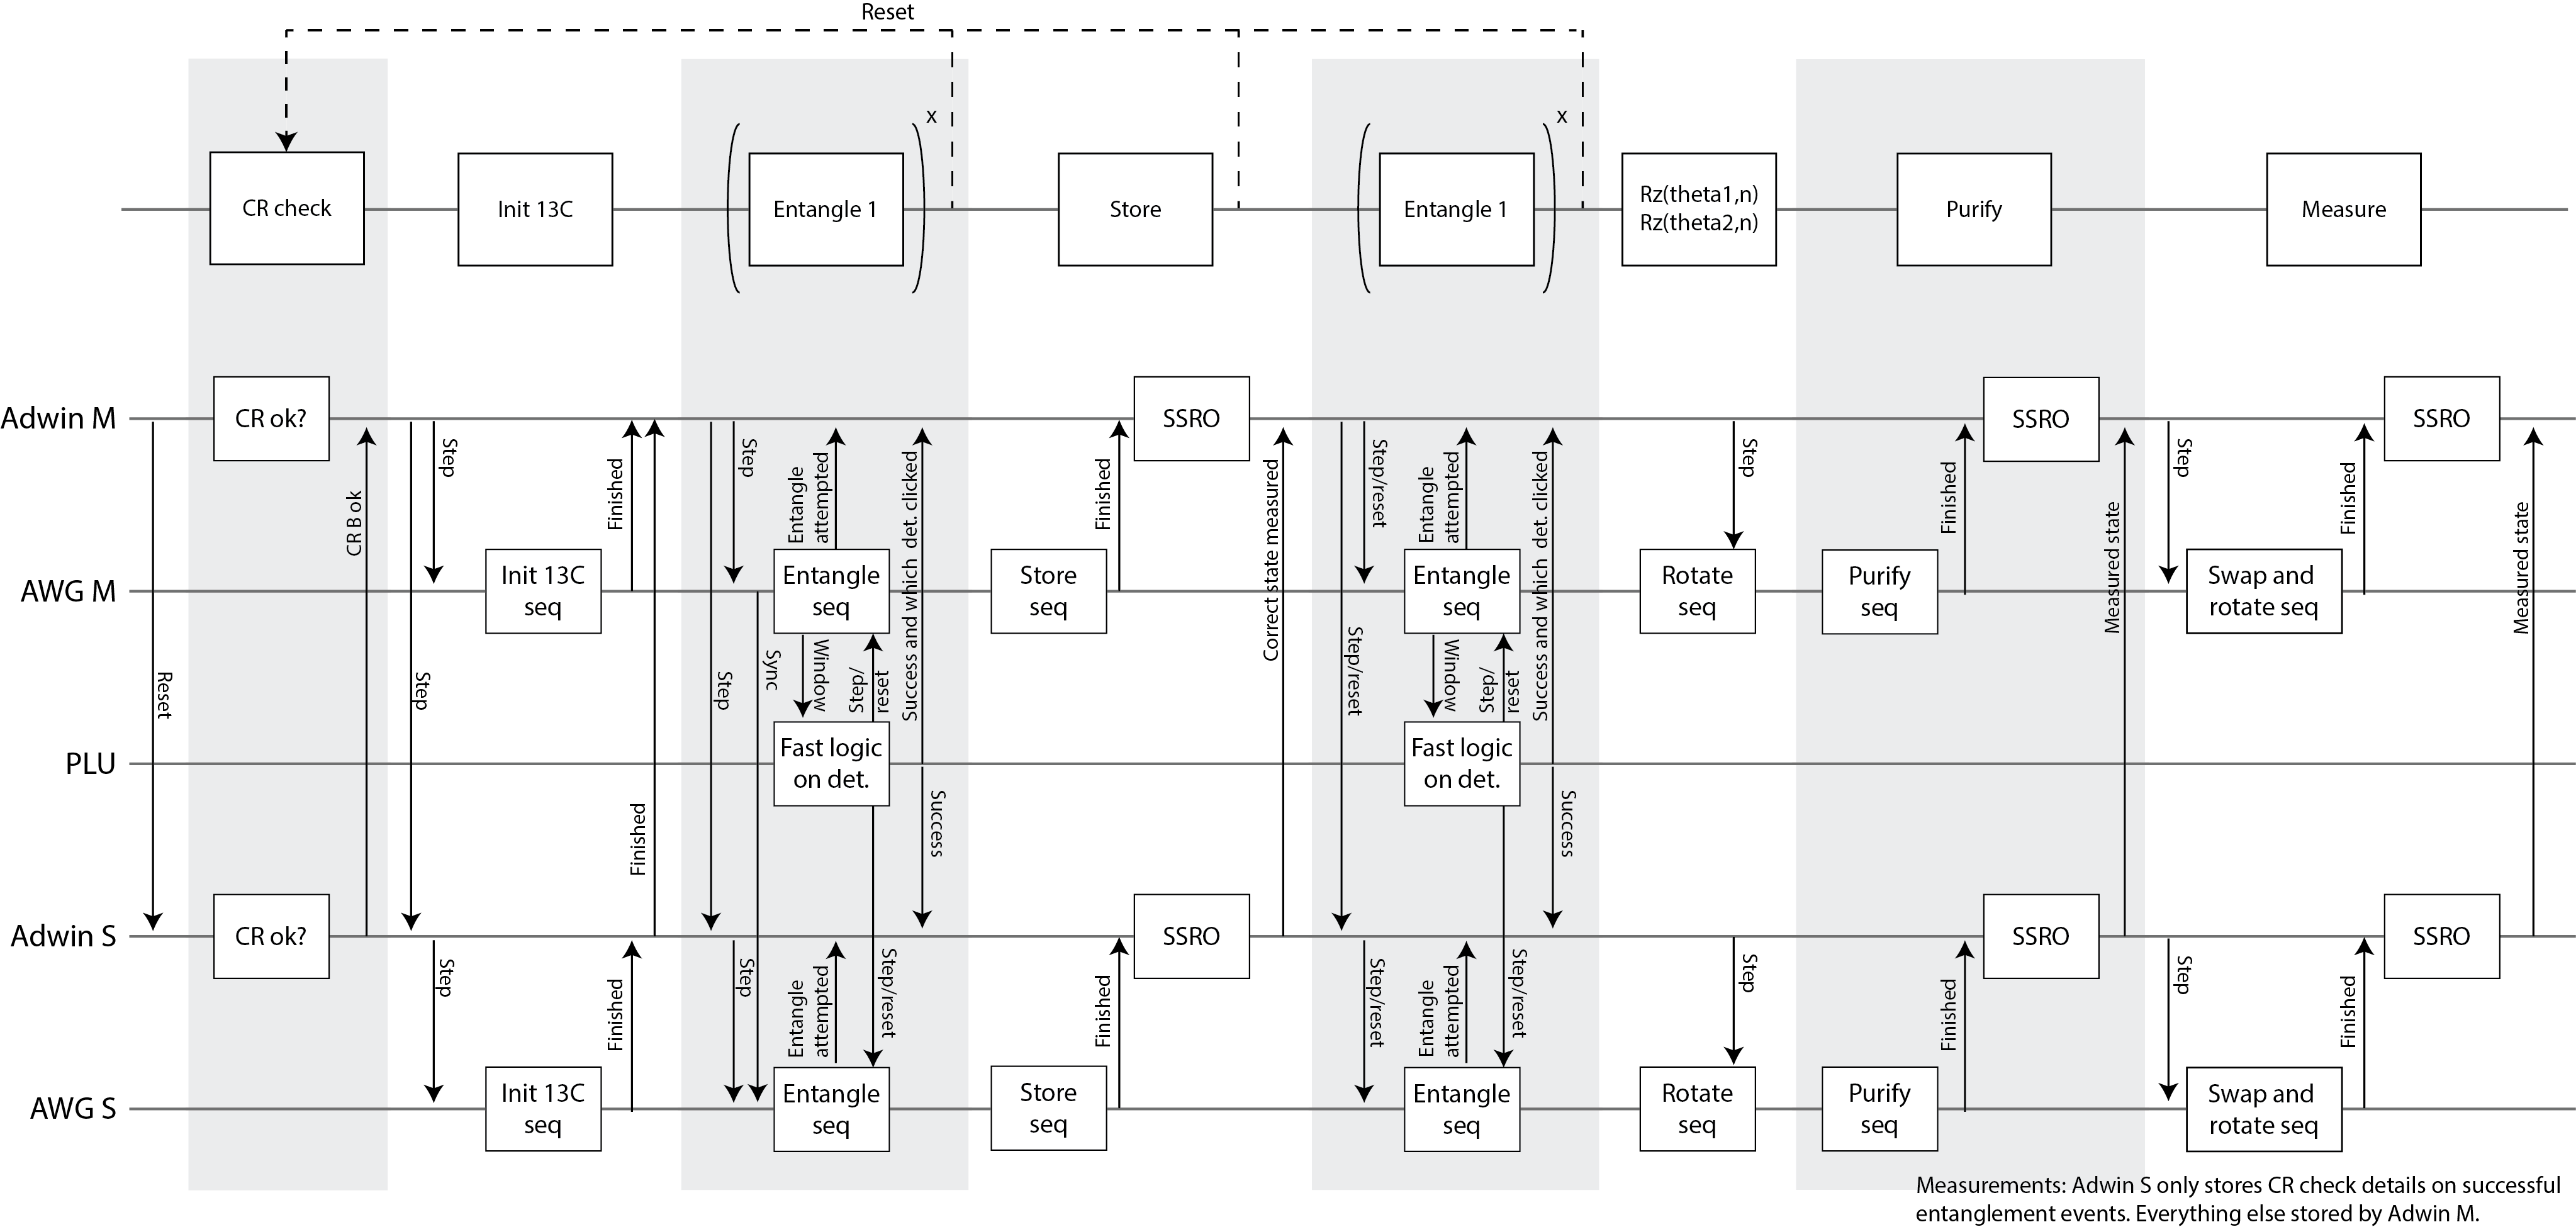 Reset
x
x
CR check
Init 13C
Entangle 1
Store
Entangle 1
Rz(theta1,n)
Rz(theta2,n)
Purify
Measure
Adwin M
CR ok?
SSRO
SSRO
SSRO
Reset
CR B ok
Step
Step
Finished
Finished
Step
Step
Sync
Entangle
attempted
Success and which det. clicked
Finished
Correct state measured
Step/reset
Step/reset
Entangle
attempted
Success and which det. clicked
Step
Finished
Measured state
Step
Finished
Measured state
AWG M
Init 13C
seq
Entangle
seq
Store
seq
Entangle
seq
Rotate
seq
Purify
seq
Swap and
rotate seq
Window
Step/
reset
Window
Step/
reset
PLU
Fast logic
on det.
Fast logic
on det.
Success
Success
Adwin S
CR ok?
SSRO
SSRO
SSRO
Step
Finished
Step
Entangle
attempted
Step/reset
Finished
Step/reset
Entangle
attempted
Step/reset
Step
Finished
Step
Finished
AWG S
Init 13C
seq
Entangle
seq
Store
seq
Entangle
seq
Rotate
seq
Purify
seq
Swap and
rotate seq
Measurements: Adwin S only stores CR check details on successful
entanglement events. Everything else stored by Adwin M.